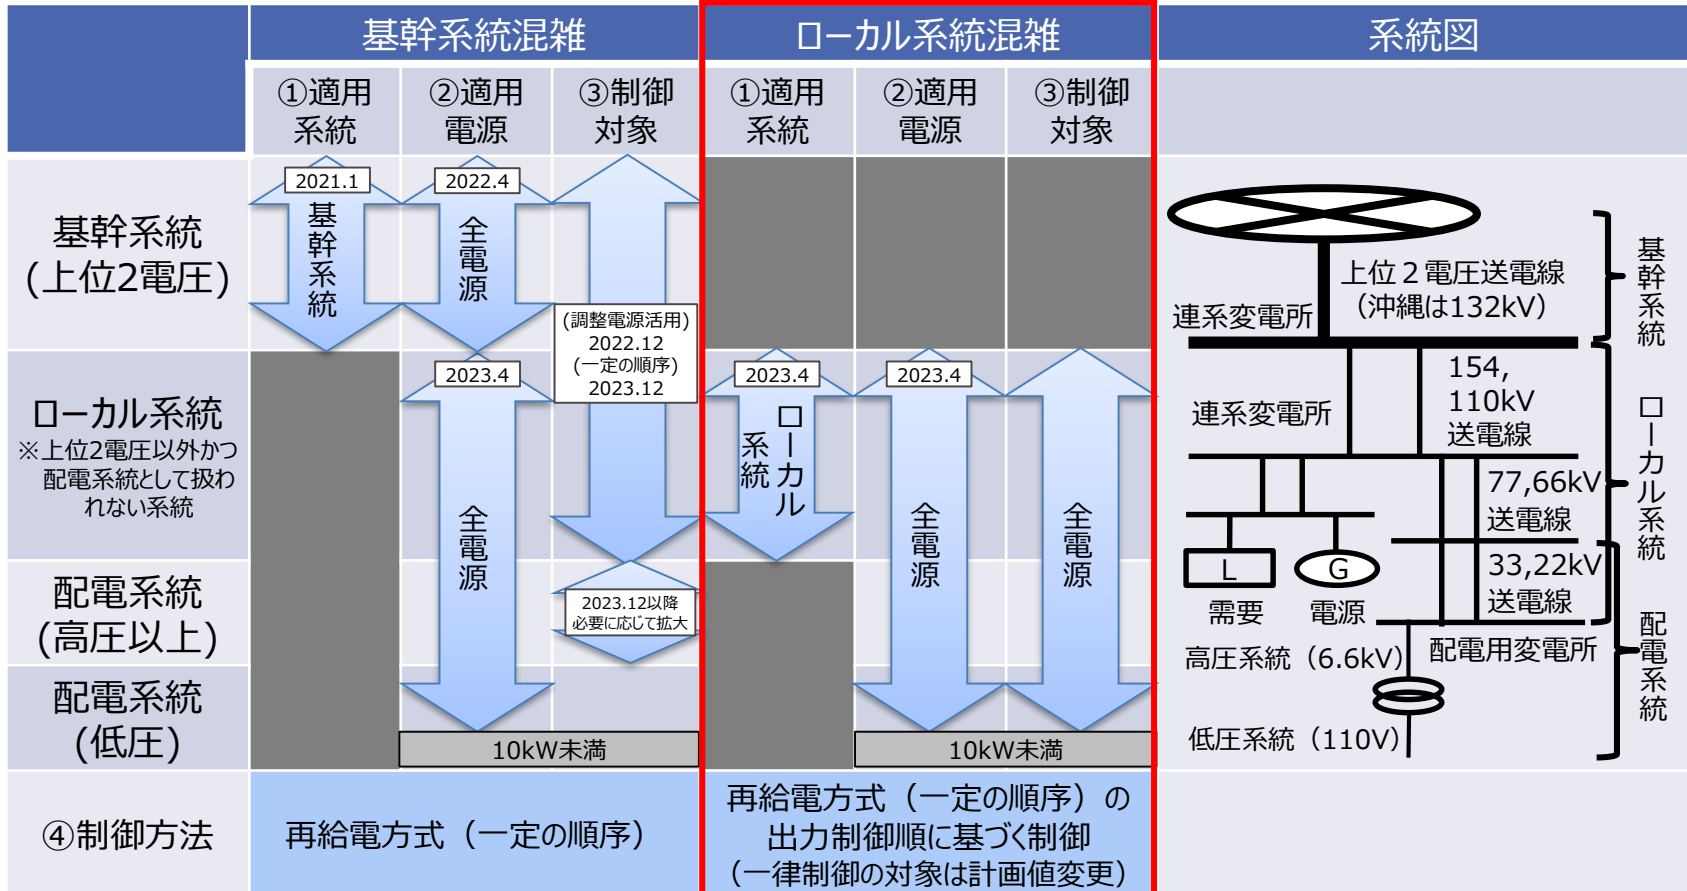 基幹系統混雑
ローカル系統混雑
系統図
①適用
系統
②適用
電源
③制御
対象
①適用
系統
②適用
電源
③制御
対象
基幹系統
(上位2電圧)
2021.1
基幹系統
2022.4
全電源
(調整電源活用)
2022.12
(一定の順序)
2023.12
ローカル系統
※上位2電圧以外かつ
配電系統として扱わ
れない系統
2023.4
全電源
2023.4
ローカル
系統
2023.4
全電源
全電源
配電系統
(高圧以上)
2023.12以降
必要に応じて拡大
配電系統
(低圧)
10kW未満
10kW未満
④制御方法
再給電方式（一定の順序）
再給電方式（一定の順序）の
出力制御順に基づく制御
（一律制御の対象は計画値変更）
上位２電圧送電線
（沖縄は132kV）
連系変電所
基幹系統
154,
110kV
送電線
連系変電所
ローカル系統
77,66kV
送電線
L
G
需要
電源
33,22kV
送電線
配電用変電所
高圧系統（6.6kV）
配電系統
低圧系統（110V）